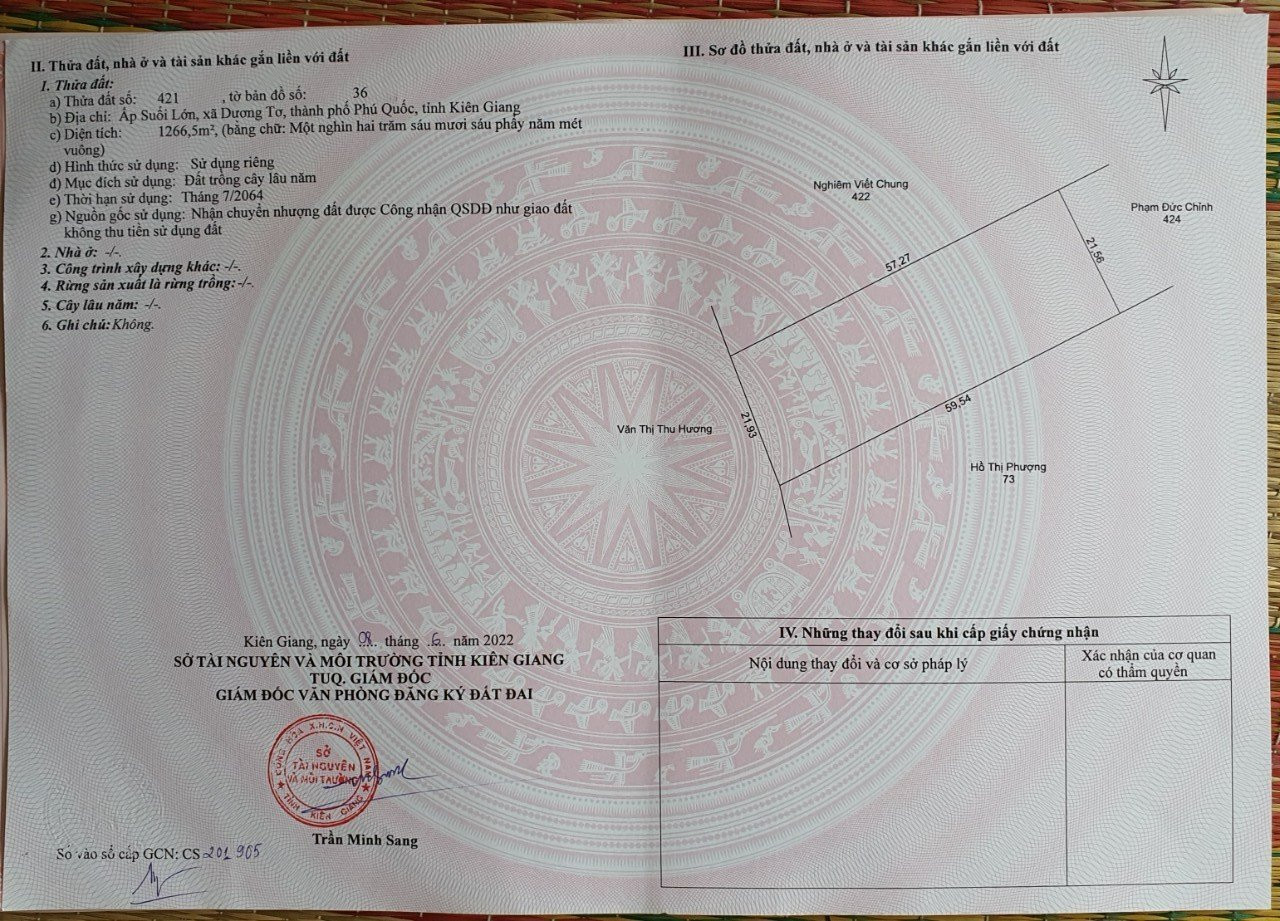 II. Thửa đất, nhà ở và tài sản khác gắn liền với đất
1. Thửa đất:
a) Thửa đất số: 421 , tờ bản đồ số: 36
b) Địa chỉ: Ấp Suối Lớn, xã Dương Tơ, thành phố Phú Quốc, tỉnh Kiên Giang
c) Diện tích: 1266,5m², (bằng chữ: Một nghìn hai trăm sáu mươi sáu phẩy năm mét
vuông)
d) Hình thức sử dụng: Sử dụng riêng
đ) Mục đích sử dụng: Đất trồng cây lâu năm
e) Thời hạn sử dụng: Tháng 7/2064
g) Nguồn gốc sử dụng: Nhận chuyển nhượng đất được Công nhận QSDĐ như giao đất
không thu tiền sử dụng đất
2. Nhà ở: -/-.
3. Công trình xây dựng khác: -/-.
4. Rừng sản xuất là rừng trồng: -/-.
5. Cây lâu năm: -/-.
6. Ghi chú: Không.
Kiên Giang, ngày 08 tháng 6 năm 2022
SỞ TÀI NGUYÊN VÀ MÔI TRƯỜNG TỈNH KIÊN GIANG
TUQ. GIÁM ĐỐC
GIÁM ĐỐC VĂN PHÒNG ĐĂNG KÝ ĐẤT ĐAI
CỘNG HÒA X.H.C.N VIỆT NAM
SỞ
TÀI NGUYÊN
VÀ MÔI TRƯỜNG
TỈNH KIÊN GIANG
Trần Minh Sang
Số vào sổ cấp GCN: CS 201 905
III. Sơ đồ thửa đất, nhà ở và tài sản khác gắn liền với đất
Nghiêm Viết Chung
422
Phạm Đức Chỉnh
424
57,27
21,56
21,93
59,54
Văn Thị Thu Hương
Hồ Thị Phượng
73
IV. Những thay đổi sau khi cấp giấy chứng nhận
Nội dung thay đổi và cơ sở pháp lý
Xác nhận của cơ quan
có thẩm quyền